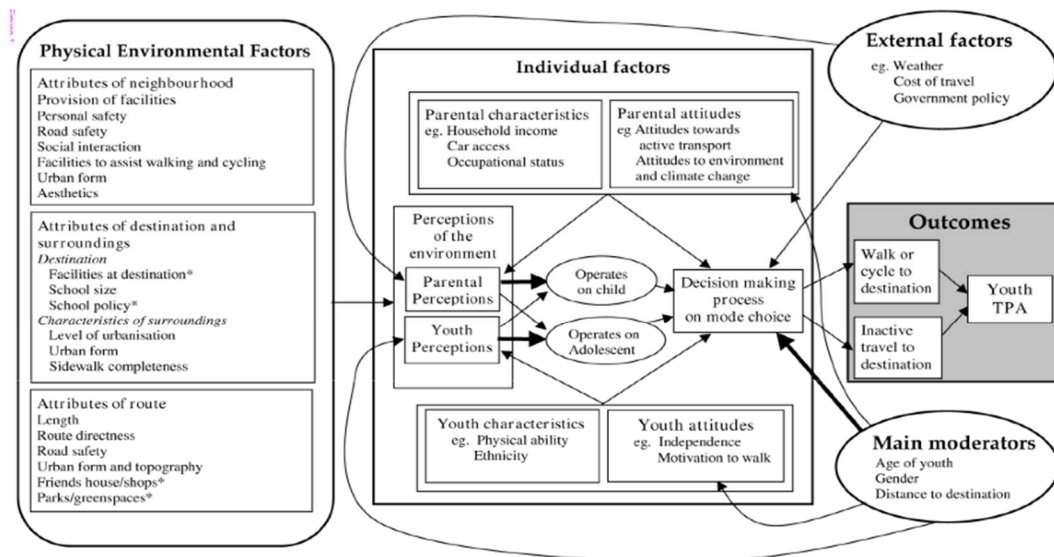 Physical Environmental Factors
Attributes of neighbourhood
Provision of facilities
Personal safety
Road safety
Social interaction
Facilities to assist walking and cycling
Urban form
Aesthetics
Attributes of destination and
surroundings
Destination
Facilities at destination*
School size
School policy*
Characteristics of surroundings
Level of urbanisation
Urban form
Sidewalk completeness
Attributes of route
Length
Route directness
Road safety
Urban form and topography
Friends house/shops*
Parks/greenspaces*
Individual factors
Parental characteristics
eg. Household income
Car access
Occupational status
Parental attitudes
eg Attitudes towards
active transport
Attitudes to environment
and climate change
Perceptions
of the
environment
Parental
Perceptions
Youth
Perceptions
Operates
on child
Operates on
Adolescent
Decision making
process
on mode choice
Youth characteristics
eg. Physical ability
Ethnicity
Youth attitudes
eg. Independence
Motivation to walk
External factors
eg. Weather
Cost of travel
Government policy
Outcomes
Walk or
cycle to
destination
Inactive
travel to
destination
Youth
TPA
Main moderators
Age of youth
Gender
Distance to destination